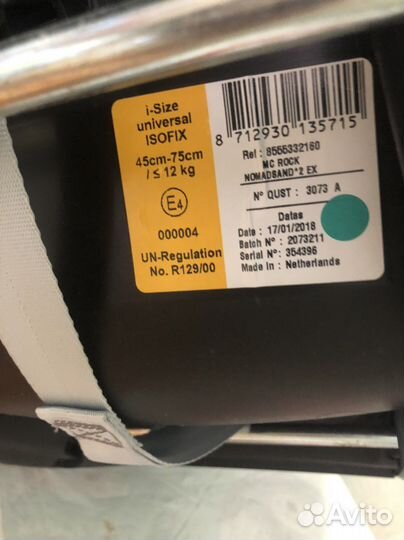 i-Size
universal
ISOFIX
45cm-75cm
/ ≤ 12 kg
E4
000004
UN-Regulation
No. R129/00
8 712930 135715
Ref : 8555332160
MC ROCK
NOMADSAND*2 EX
N° QUST : 3073 A
Datas
Date : 17/01/2018
Batch N° : 2073211
Serial N°: 354396
Made in : Netherlands
Avito